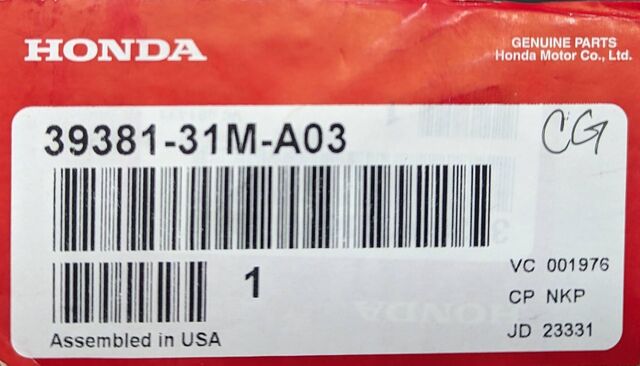 HONDA
GENUINE PARTS
Honda Motor Co., Ltd.
39381-31M-A03
CG
1
VC 001976
CP NKP
JD 23331
Assembled in USA
HONDA